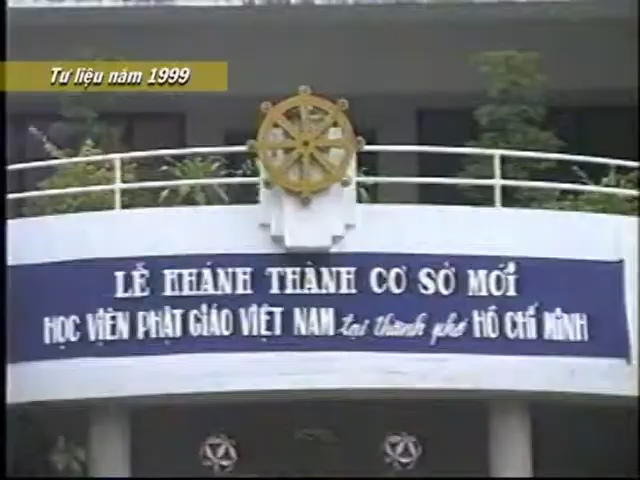 Tư liệu năm 1999
LỄ KHÁNH THÀNH CƠ SỞ MỚI
HỌC VIỆN PHẬT GIÁO VIỆT NAM tại thành phố HỒ CHÍ MINH